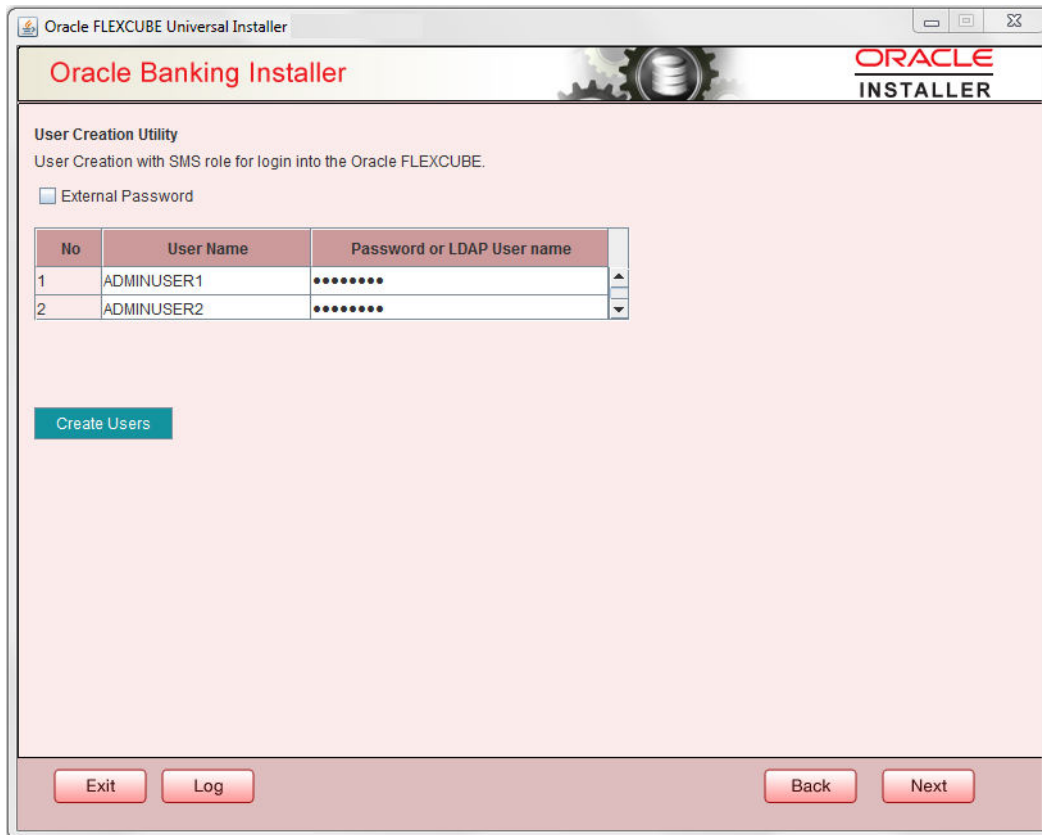 Oracle FLEXCUBE Universal Installer
Oracle Banking Installer
ORACLE
INSTALLER
User Creation Utility
User Creation with SMS role for login into the Oracle FLEXCUBE.
External Password
No User Name Password or LDAP User name
1 ADMINUSER1 ••••••••
2 ADMINUSER2 ••••••••
Create Users
Exit Log Back Next